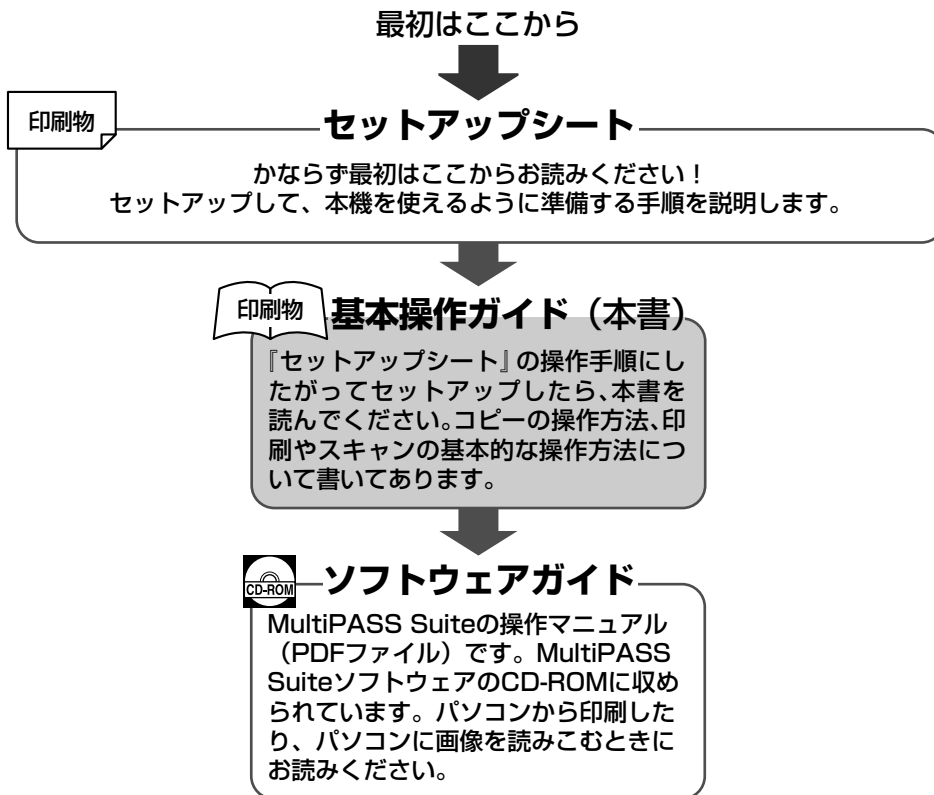 最初はここから
印刷物
セットアップシート
かならず最初はここからお読みください！
セットアップして、本機を使えるように準備する手順を説明します。
印刷物
基本操作ガイド（本書）
『セットアップシート』の操作手順にし
たがってセットアップしたら、本書を
読んでください。コピーの操作方法、印
刷やスキャンの基本的な操作方法につ
いて書いてあります。
CD-ROM
ソフトウェアガイド
MultiPASS Suiteの操作マニュアル
（PDFファイル）です。MultiPASS
SuiteソフトウェアのCD-ROMに収め
られています。パソコンから印刷した
り、パソコンに画像を読みこむときに
お読みください。